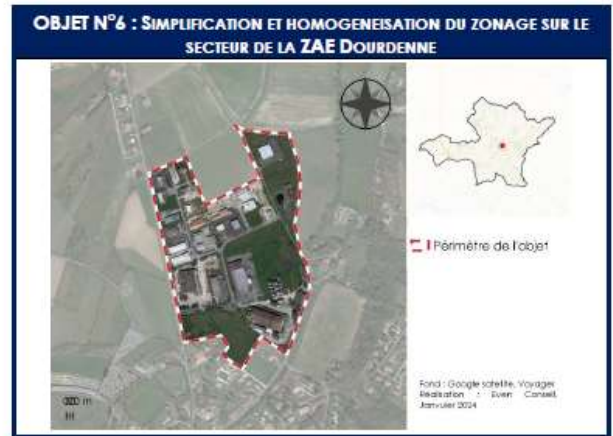 OBJET N°6 : SIMPLIFICATION ET HOMOGENEISATION DU ZONAGE SUR LE
SECTEUR DE LA ZAE DOURDENNE
Périmètre de l'objet
Fond : Google satellite, Voyager
Réalisation : Even Conseil,
Janvier 2024
m